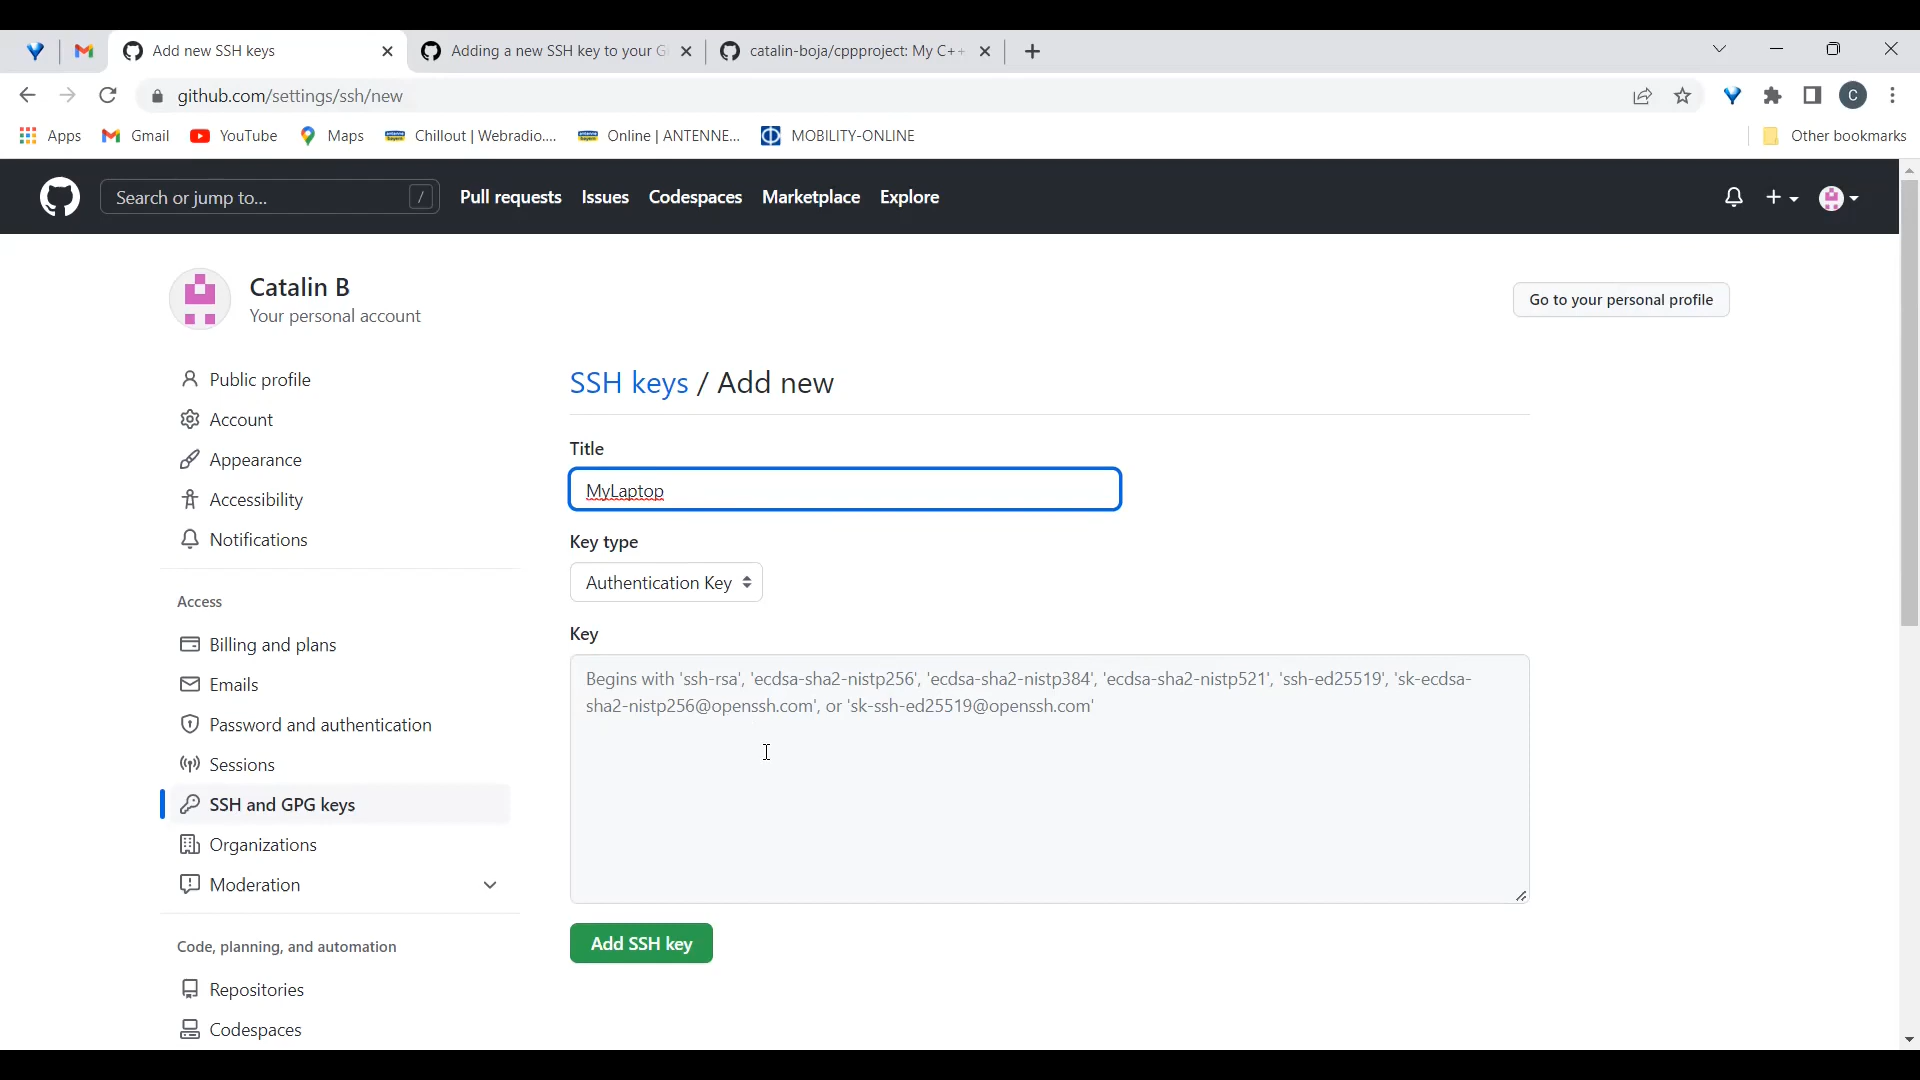 Add new SSH keys
Adding a new SSH key to your G
catalin-boja/cppproject: My C++
github.com/settings/ssh/new
C
Apps
Gmail
YouTube
Maps
Chillout | Webradio....
Online | ANTENNE...
MOBILITY-ONLINE
Other bookmarks
Search or jump to...
/
Pull requests
Issues
Codespaces
Marketplace
Explore
Catalin B
Your personal account
Go to your personal profile
Public profile
Account
Appearance
Accessibility
Notifications
Access
Billing and plans
Emails
Password and authentication
Sessions
SSH and GPG keys
Organizations
Moderation
Code, planning, and automation
Repositories
Codespaces
SSH keys / Add new
Title
MyLaptop
Key type
Authentication Key
Key
Begins with 'ssh-rsa', 'ecdsa-sha2-nistp256', 'ecdsa-sha2-nistp384', 'ecdsa-sha2-nistp521', 'ssh-ed25519', 'sk-ecdsa-
sha2-nistp256@openssh.com', or 'sk-ssh-ed25519@openssh.com'
Add SSH key